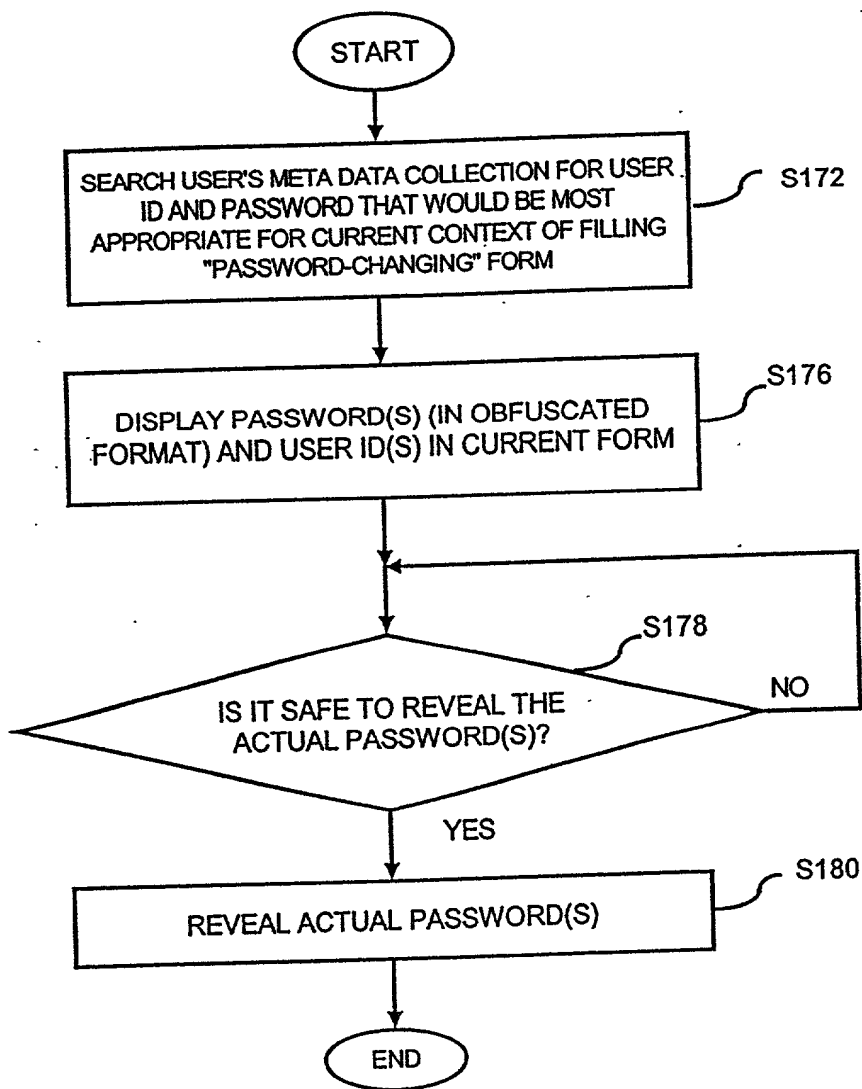 START
SEARCH USER'S META DATA COLLECTION FOR USER
ID AND PASSWORD THAT WOULD BE MOST
APPROPRIATE FOR CURRENT CONTEXT OF FILLING
"PASSWORD-CHANGING" FORM
S172
DISPLAY PASSWORD(S) (IN OBFUSCATED
FORMAT) AND USER ID(S) IN CURRENT FORM
S176
S178
IS IT SAFE TO REVEAL THE
ACTUAL PASSWORD(S)?
NO
YES
REVEAL ACTUAL PASSWORD(S)
S180
END